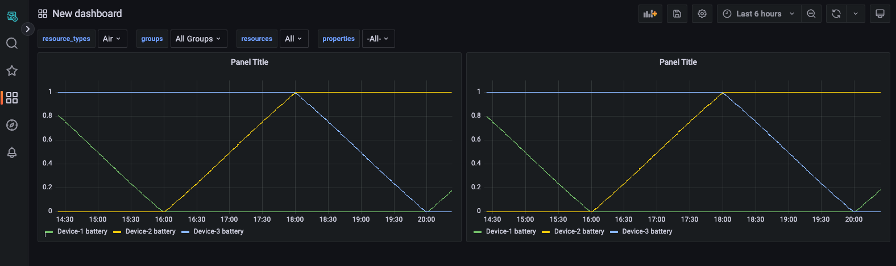 New dashboard
Last 6 hours
resource_types Air groups All Groups resources All properties -All-
Panel Title
1
0.8
0.6
0.4
0.2
0
14:30 15:00 15:30 16:00 16:30 17:00 17:30 18:00 18:30 19:00 19:30 20:00
Device-1 battery Device-2 battery Device-3 battery
Panel Title
1
0.8
0.6
0.4
0.2
0
14:30 15:00 15:30 16:00 16:30 17:00 17:30 18:00 18:30 19:00 19:30 20:00
Device-1 battery Device-2 battery Device-3 battery